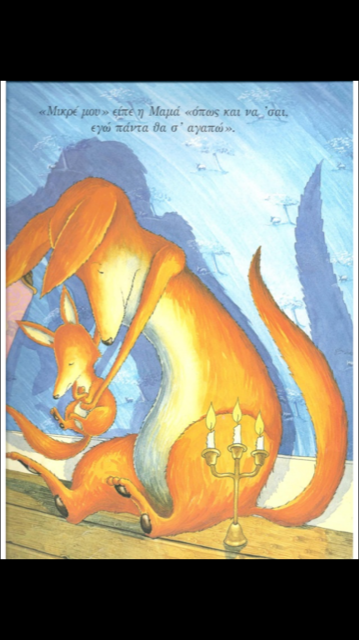 «Μικρέ μου» είπε η Μαμά «όπως και να ᾽σαι,
εγώ πάντα θα σ᾽ αγαπώ».